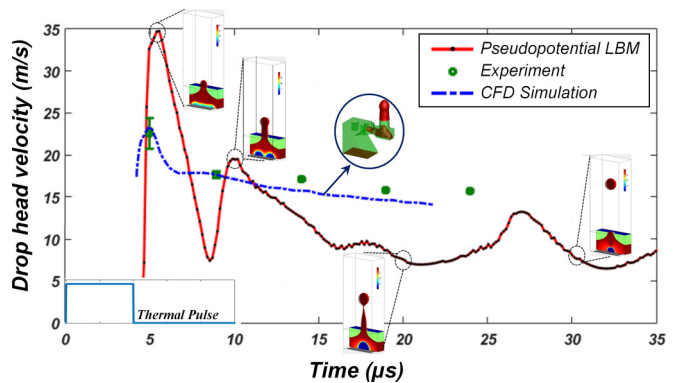 Drop head velocity (m/s)
35
30
25
20
15
10
5
0
Pseudopotential LBM
Experiment
CFD Simulation
Thermal Pulse
0
5
10
15
20
25
30
35
Time (µs)